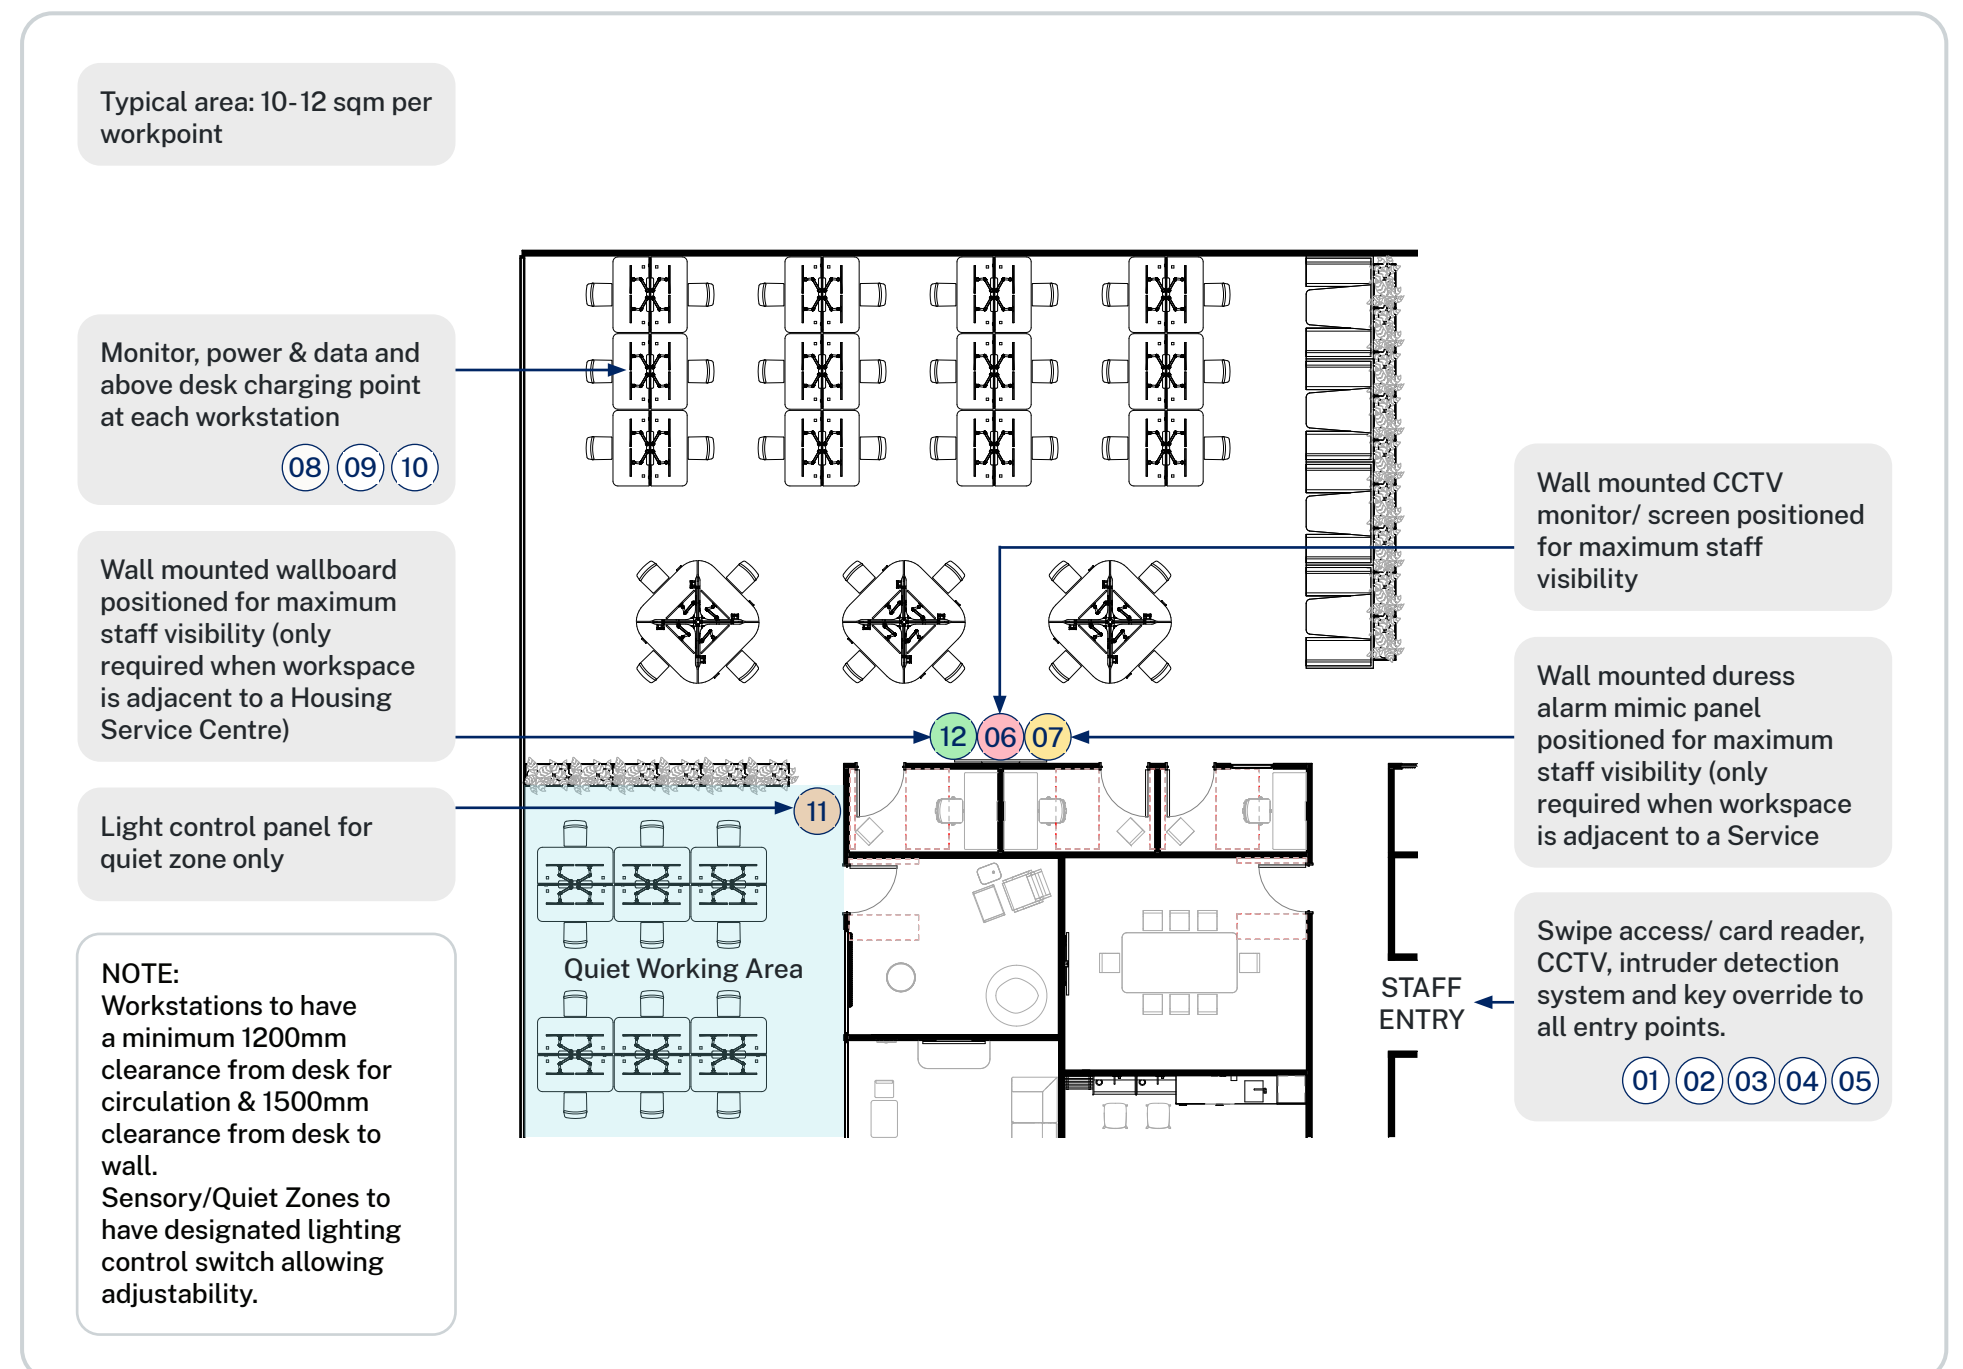 Typical area: 10-12 sqm per
workpoint
Monitor, power & data and
above desk charging point
at each workstation
08 09 10
Wall mounted wallboard
positioned for maximum
staff visibility (only
required when workspace
is adjacent to a Housing
Service Centre)
Light control panel for
quiet zone only
NOTE:
Workstations to have
a minimum 1200mm
clearance from desk for
circulation & 1500mm
clearance from desk to
wall.
Sensory/Quiet Zones to
have designated lighting
control switch allowing
adjustability.
12 06 07
11
Quiet Working Area
STAFF
ENTRY
Wall mounted CCTV
monitor/ screen positioned
for maximum staff
visibility
Wall mounted duress
alarm mimic panel
positioned for maximum
staff visibility (only
required when workspace
is adjacent to a Service
Swipe access/ card reader,
CCTV, intruder detection
system and key override to
all entry points.
01 02 03 04 05